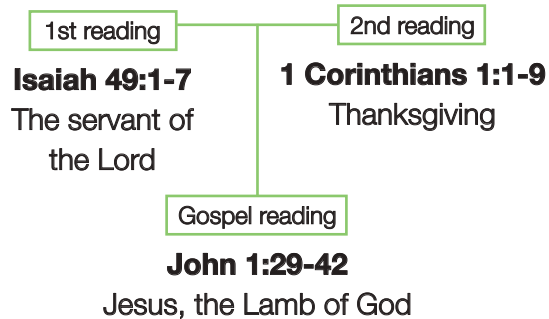 1st reading
Isaiah 49:1-7
The servant of
the Lord
2nd reading
1 Corinthians 1:1-9
Thanksgiving
Gospel reading
John 1:29-42
Jesus, the Lamb of God